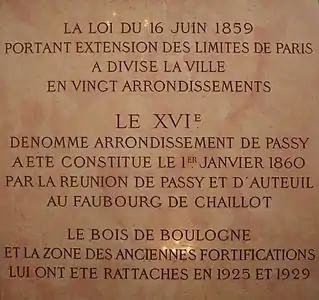 LA LOI DU 16 JUIN 1859
PORTANT EXTENSION DES LIMITES DE PARIS
A DIVISE LA VILLE
EN VINGT ARRONDISSEMENTS
LE XVIE
DENOMME ARRONDISSEMENT DE PASSY
A ETE CONSTITUE LE 1ER JANVIER 1860
PAR LA REUNION DE PASSY ET D'AUTEUIL
AU FAUBOURG DE CHAILLOT
LE BOIS DE BOULOGNE
ET LA ZONE DES ANCIENNES FORTIFICATIONS
LUI ONT ETE RATTACHES EN 1925 ET 1929